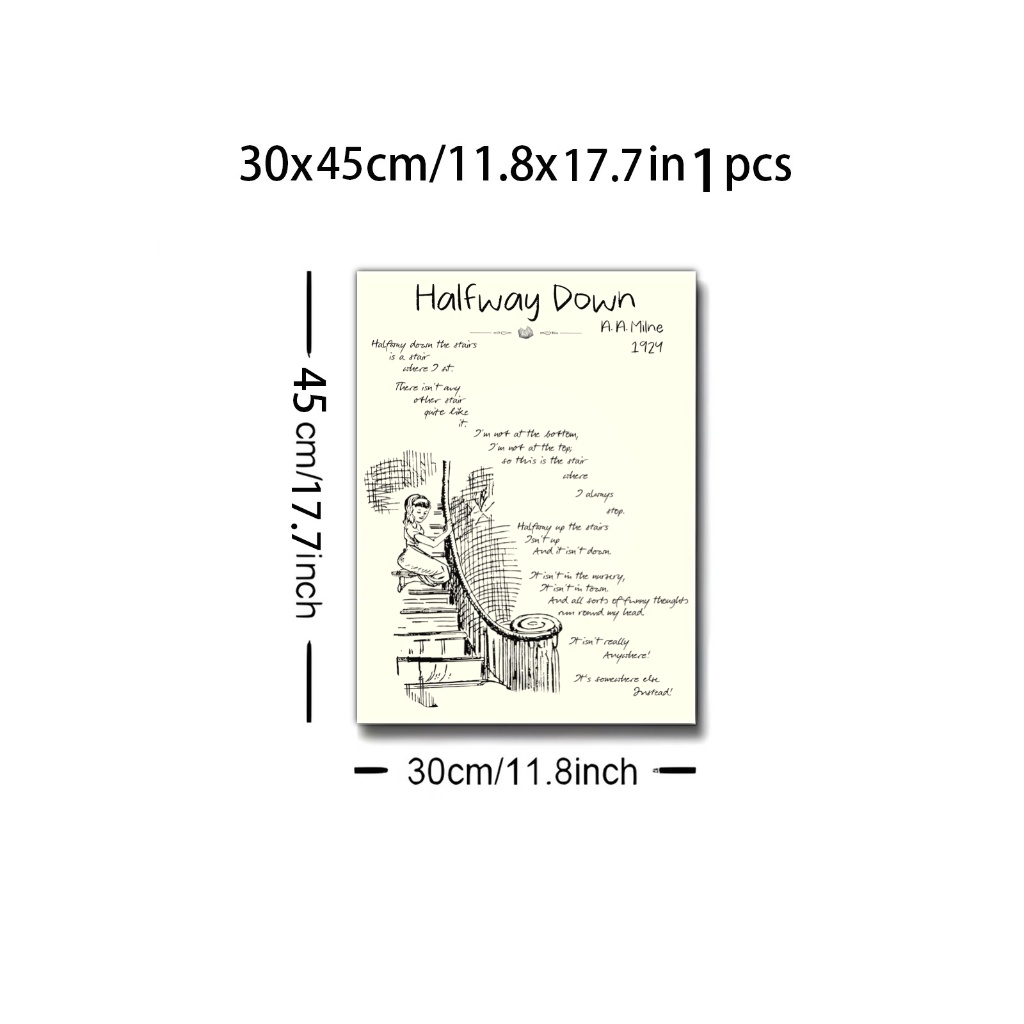 30x45cm/11.8x17.7in 1 pcs
45 cm/17.7inch
Halfway Down
A.A. Milne
1924
Halfway down the stairs
is a stair
where I sit.
There isn't any
other stair
quite like
it.
I'm not at the bottom,
I'm not at the top;
so this is the stair
where
I always
stop.
Halfway up the stairs
Isn't up
And it isn't down.
It isn't in the nursery,
It isn't in town.
And all sorts of funny thoughts
run round my head.
It isn't really
Anywhere!
It's somewhere else
Instead!
30cm/11.8inch